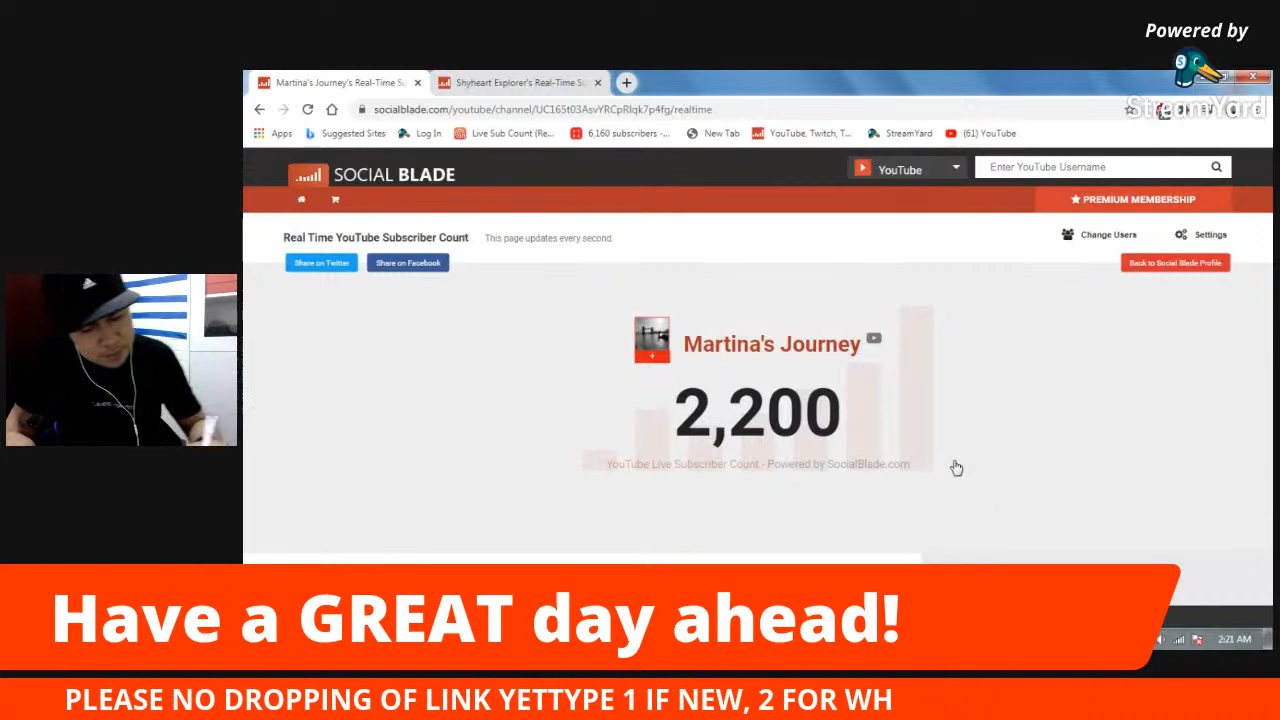 Powered by
StreamYard
Martina's Journey's Real-Time Su
Shyheart Explorer's Real-Time Su
socialblade.com/youtube/channel/UC165t03AsvYRCpRIqk7p4fg/realtime
Apps Suggested Sites Log In Live Sub Count (Re... 6,160 subscribers -... New Tab YouTube, Twitch, T... StreamYard (61) YouTube
SOCIAL BLADE
YouTube
Enter YouTube Username
PREMIUM MEMBERSHIP
Real Time YouTube Subscriber Count This page updates every second.
Change Users Settings
Share on Twitter Share on Facebook
Back to Social Blade Profile
Martina's Journey
2,200
YouTube Live Subscriber Count - Powered by SocialBlade.com
Have a GREAT day ahead!
2:21 AM
PLEASE NO DROPPING OF LINK YETTYPE 1 IF NEW, 2 FOR WH